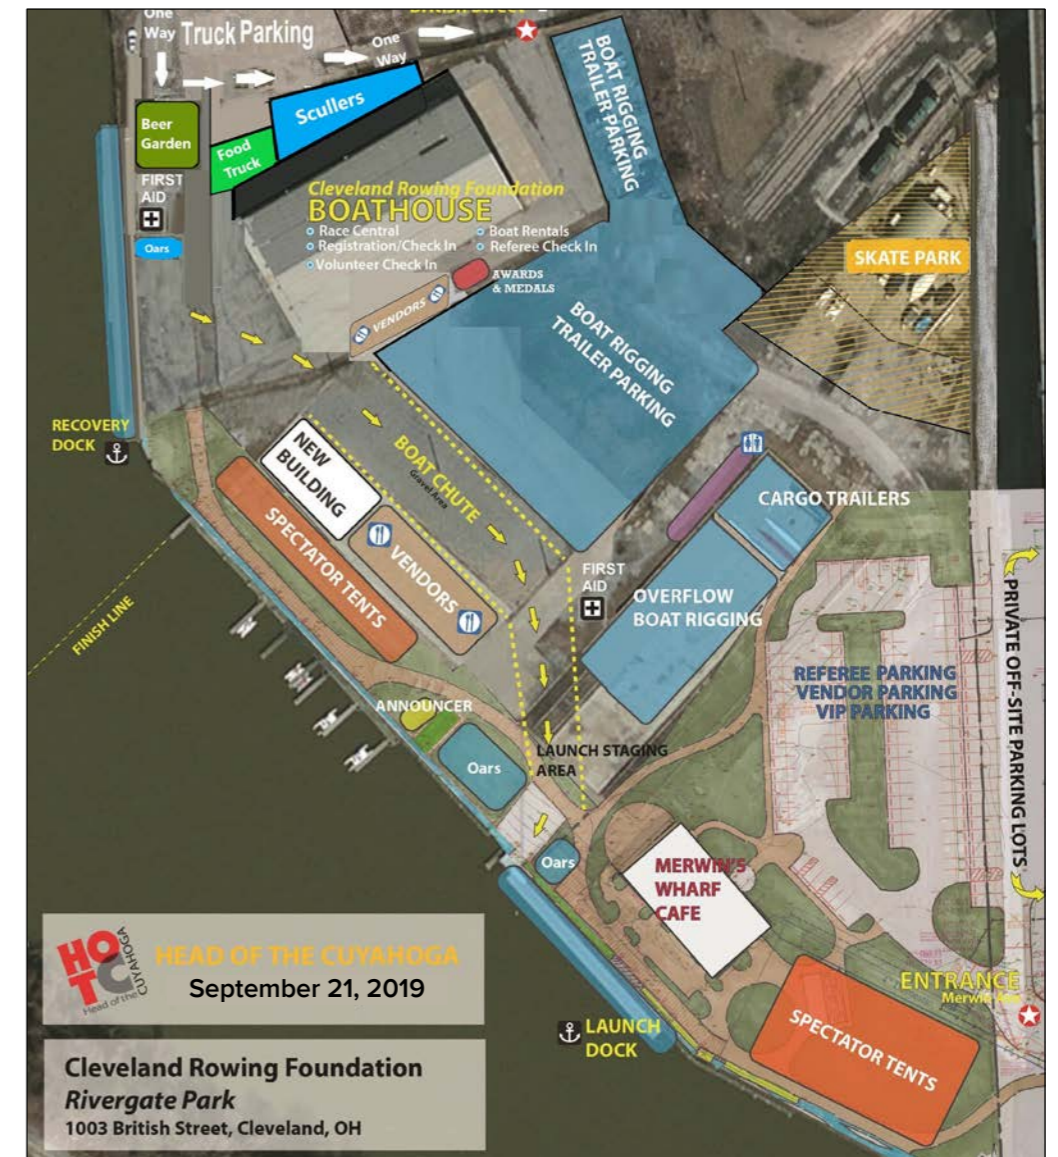 British Street
One
Way
Truck Parking
One
Way
Beer
Garden
Food
Truck
Scullers
BOAT RIGGING
TRAILER PARKING
FIRST
AID
Oars
Cleveland Rowing Foundation
BOATHOUSE
Race Central
Boat Rentals
Registration/Check In
Referee Check In
Volunteer Check In
AWARDS
& MEDALS
VENDORS
SKATE PARK
BOAT RIGGING
TRAILER PARKING
RECOVERY
DOCK
NEW
BUILDING
BOAT CHUTE
Gravel Area
SPECTATOR TENTS
VENDORS
CARGO TRAILERS
FIRST
AID
OVERFLOW
BOAT RIGGING
FINISH LINE
PRIVATE OFF-SITE PARKING LOTS
REFEREE PARKING
VENDOR PARKING
VIP PARKING
ANNOUNCER
LAUNCH STAGING
AREA
Oars
Oars
MERWIN'S
WHARF
CAFE
HOTC
Head of the CUYAHOGA
HEAD OF THE CUYAHOGA
September 21, 2019
ENTRANCE
Merwin Ave
LAUNCH
DOCK
SPECTATOR TENTS
Cleveland Rowing Foundation
Rivergate Park
1003 British Street, Cleveland, OH